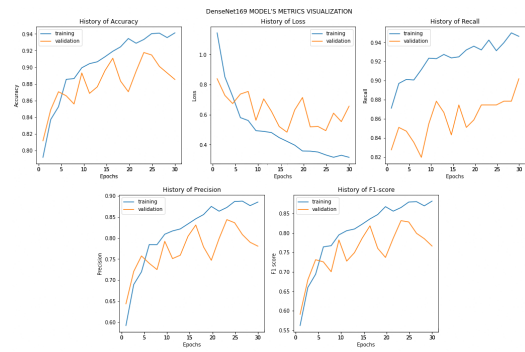 DenseNet169 MODEL'S METRICS VISUALIZATION
History of Accuracy
training
validation
Accuracy
0.94
0.92
0.90
0.88
0.86
0.84
0.82
0.80
0 5 10 15 20 25 30
Epochs
History of Loss
training
validation
Loss
1.0
0.8
0.6
0.4
0 5 10 15 20 25 30
Epochs
History of Recall
training
validation
Recall
0.94
0.92
0.90
0.88
0.86
0.84
0.82
0 5 10 15 20 25 30
Epochs
History of Precision
training
validation
Precision
0.90
0.85
0.80
0.75
0.70
0.65
0.60
0 5 10 15 20 25 30
Epochs
History of F1-score
training
validation
F1 score
0.85
0.80
0.75
0.70
0.65
0.60
0.55
0 5 10 15 20 25 30
Epochs